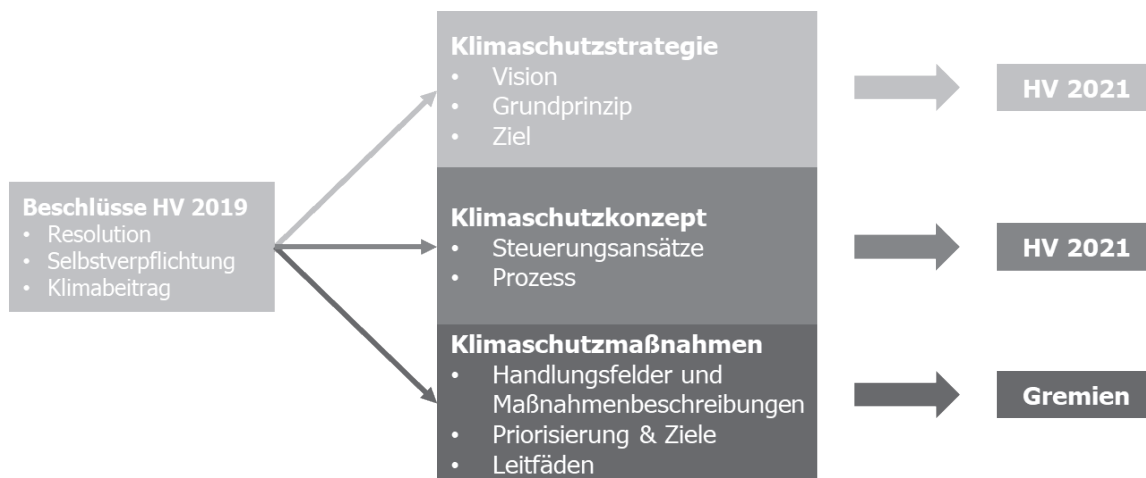 Beschlüsse HV 2019
• Resolution
• Selbstverpflichtung
• Klimabeitrag
Klimaschutzstrategie
• Vision
• Grundprinzip
• Ziel
HV 2021
Klimaschutzkonzept
• Steuerungsansätze
• Prozess
HV 2021
Klimaschutzmaßnahmen
• Handlungsfelder und
Maßnahmenbeschreibungen
• Priorisierung & Ziele
• Leitfäden
Gremien